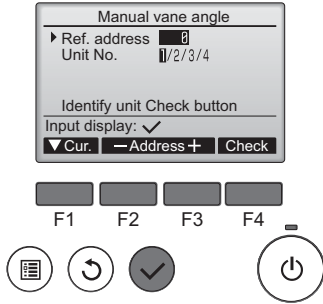 Manual vane angle
Ref. address 0
Unit No. 1/2/3/4
Identify unit Check button
Input display: ✓
▼Cur. −Address+ Check
F1 F2 F3 F4